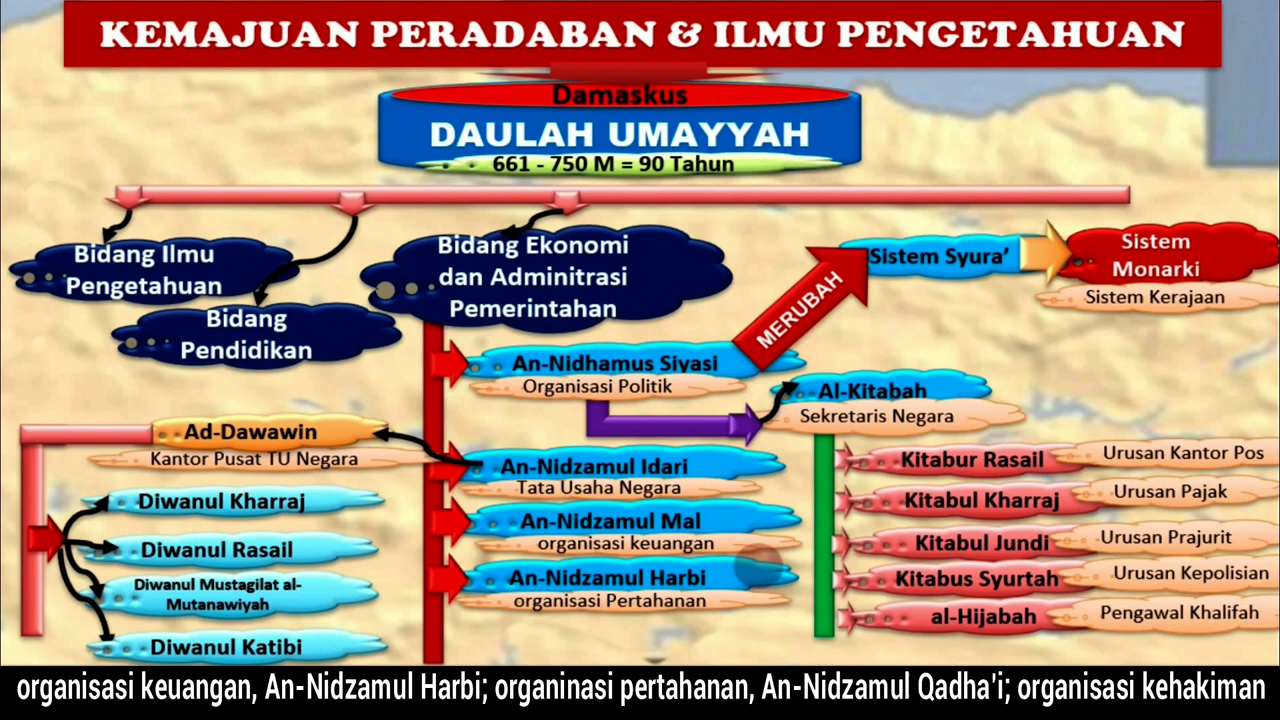 KEMAJUAN PERADABAN & ILMU PENGETAHUAN
Damaskus
DAULAH UMAYYAH
661 - 750 M = 90 Tahun
Bidang Ilmu
Pengetahuan
Bidang
Pendidikan
Bidang Ekonomi
dan Adminitrasi
Pemerintahan
MERUBAH
'Sistem Syura’
Sistem
Monarki
Sistem Kerajaan
An-Nidhamus Siyasi
Organisasi Politik
Al-Kitabah
Sekretaris Negara
Ad-Dawawin
Kantor Pusat TU Negara
Diwanul Kharraj
Diwanul Rasail
Diwanul Mustagilat al-
Mutanawiyah
Diwanul Katibi
An-Nidzamul Idari
Tata Usaha Negara
An-Nidzamul Mal
organisasi keuangan
An-Nidzamul Harbi
organisasi Pertahanan
Kitabur Rasail
Urusan Kantor Pos
Kitabul Kharraj
Urusan Pajak
Kitabul Jundi
Urusan Prajurit
Kitabus Syurtah
Urusan Kepolisian
al-Hijabah
Pengawal Khalifah
organisasi keuangan, An-Nidzamul Harbi; organinasi pertahanan, An-Nidzamul Qadha'i; organisasi kehakiman